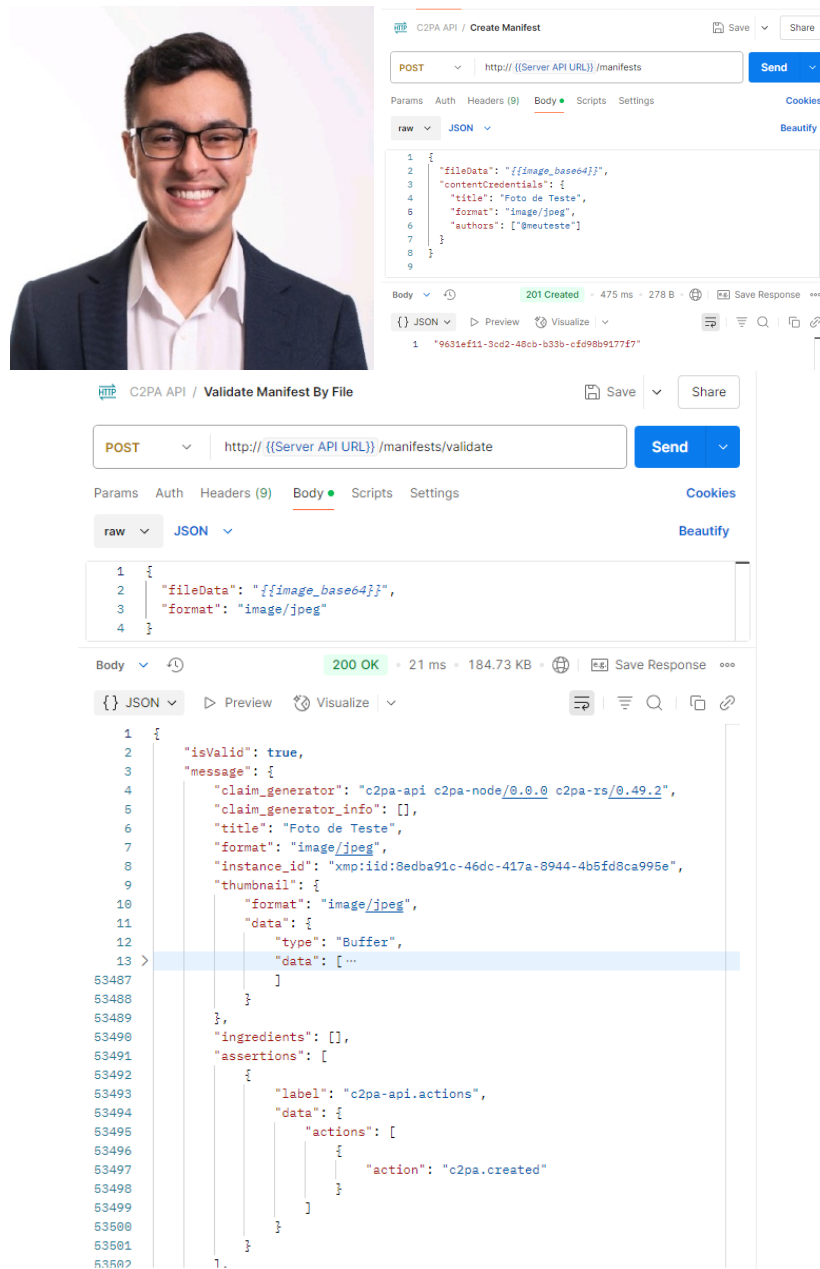 C2PA API / Create Manifest
Save
Share
POST
http:// {{Server API URL}} /manifests
Send
Params Auth Headers (9) Body Scripts Settings
Cookies
raw
JSON
Beautify
1 {
2 "fileData": "{{image_base64}}",
3 "contentCredentials": {
4 "title": "Foto de Teste",
5 "format": "image/jpeg",
6 "authors": ["@meuteste"]
7 }
8 }
9
Body
201 Created • 475 ms • 278 B
Save Response
{} JSON
Preview
Visualize
1 "9631ef11-3cd2-48cb-b33b-cfd98b9177f7"
HTTP
C2PA API / Validate Manifest By File
Save
Share
POST
http:// {{Server API URL}} /manifests/validate
Send
Params Auth Headers (9) Body Scripts Settings
Cookies
raw
JSON
Beautify
1 {
2 "fileData": "{{image_base64}}",
3 "format": "image/jpeg"
4 }
Body
200 OK • 21 ms • 184.73 KB
e.g. Save Response
{} JSON
Preview
Visualize
1 {
2 "isValid": true,
3 "message": {
4 "claim_generator": "c2pa-api c2pa-node/0.0.0 c2pa-rs/0.49.2",
5 "claim_generator_info": [],
6 "title": "Foto de Teste",
7 "format": "image/jpeg",
8 "instance_id": "xmp:iid:8edba91c-46dc-417a-8944-4b5fd8ca995e",
9 "thumbnail": {
10 "format": "image/jpeg",
11 "data": {
12 "type": "Buffer",
13 "data": [ ⋯
53487 ]
53488 }
53489 },
53490 "ingredients": [],
53491 "assertions": [
53492 {
53493 "label": "c2pa-api.actions",
53494 "data": {
53495 "actions": [
53496 {
53497 "action": "c2pa.created"
53498 }
53499 ]
53500 }
53501 }
53502 ],